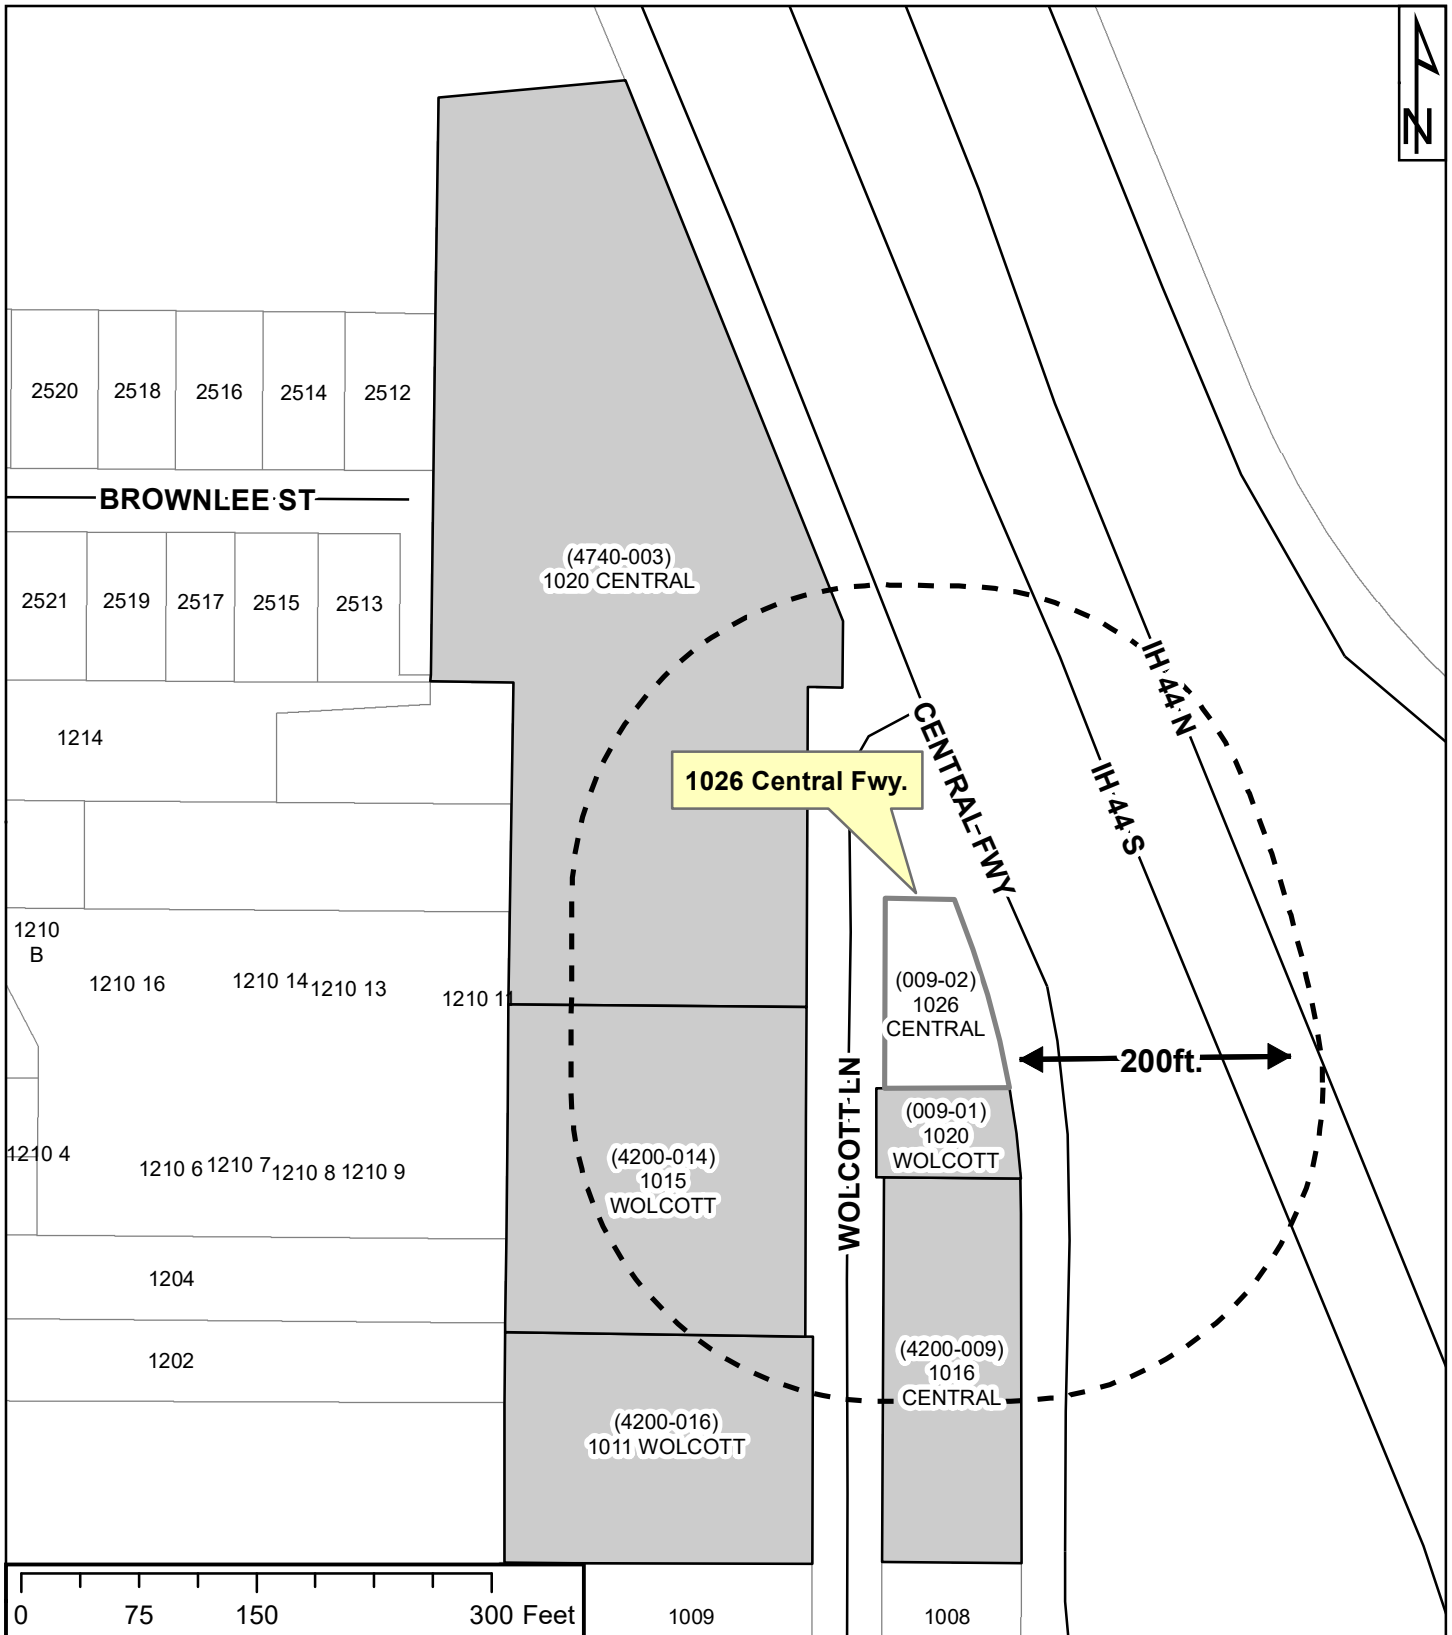 N
2520
2518
2516
2514
2512
BROWNLEE ST
(4740-003)
1020 CENTRAL
2521
2519
2517
2515
2513
IH 44 N
1214
CENTRAL FWY
1026 Central Fwy.
IH 44 S
1210
B
1210 16
1210 14
1210 13
1210 11
(009-02)
1026
CENTRAL
200ft.
WOLCOTT LN
(009-01)
1020
WOLCOTT
1210 4
1210 6
1210 7
1210 8
1210 9
(4200-014)
1015
WOLCOTT
1204
1202
(4200-009)
1016
CENTRAL
(4200-016)
1011 WOLCOTT
0 75 150 300 Feet
1009
1008